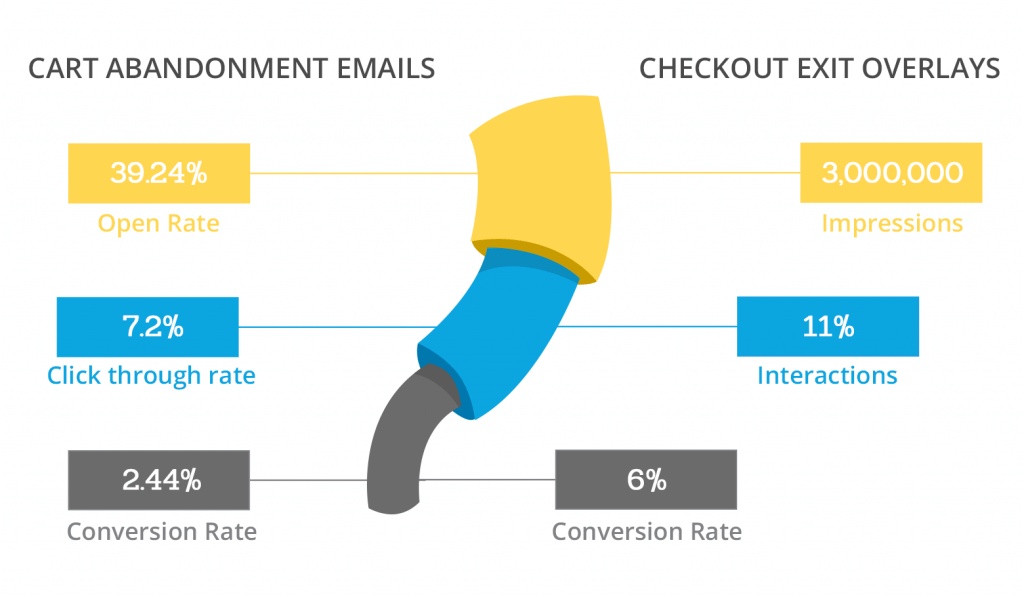 CART ABANDONMENT EMAILS
CHECKOUT EXIT OVERLAYS
39.24%
Open Rate
3,000,000
Impressions
7.2%
Click through rate
11%
Interactions
2.44%
Conversion Rate
6%
Conversion Rate